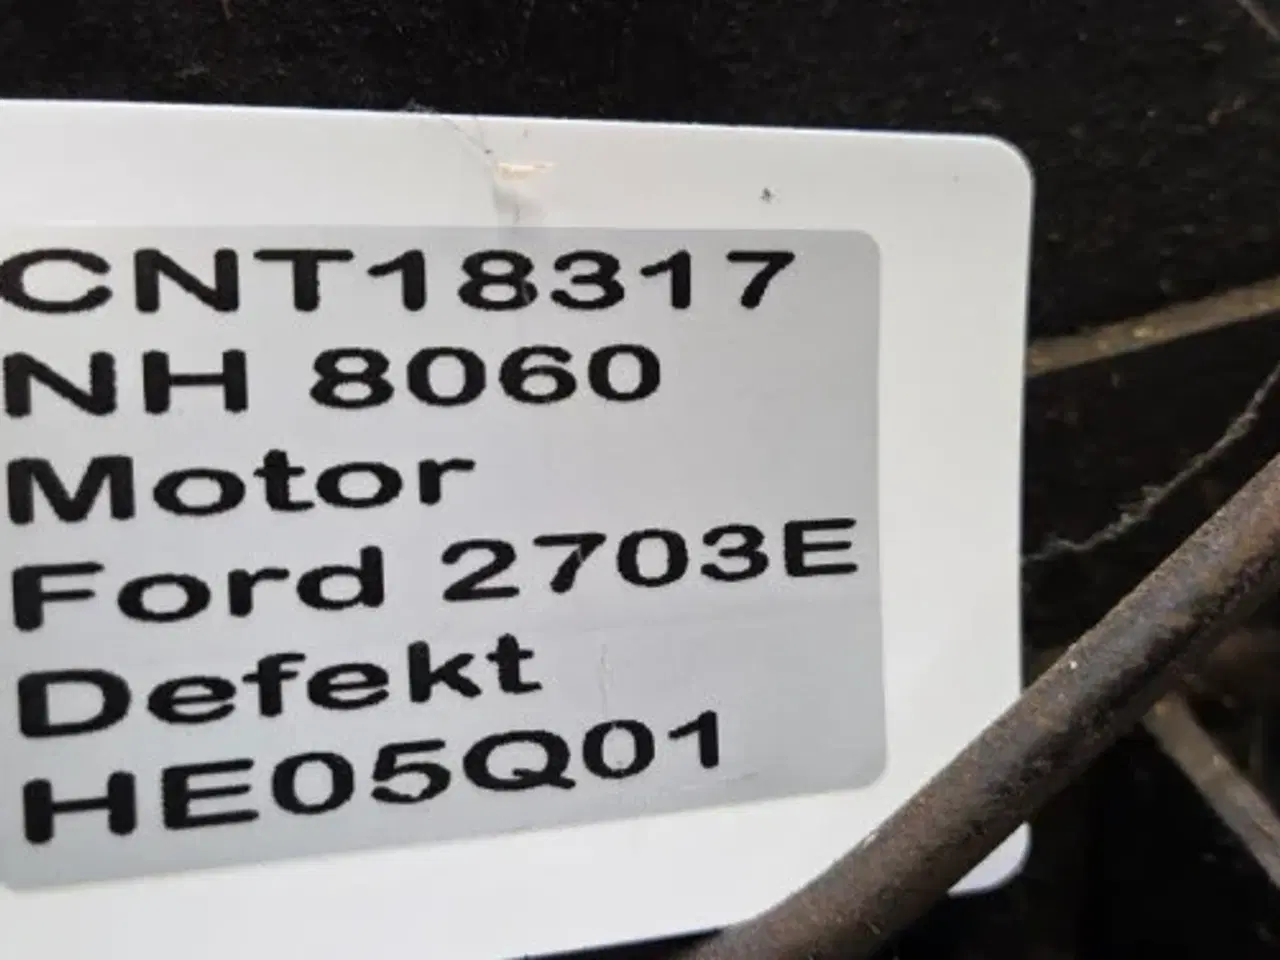 CNT18317
NH 8060
Motor
Ford 2703E
Defekt
HE05Q01